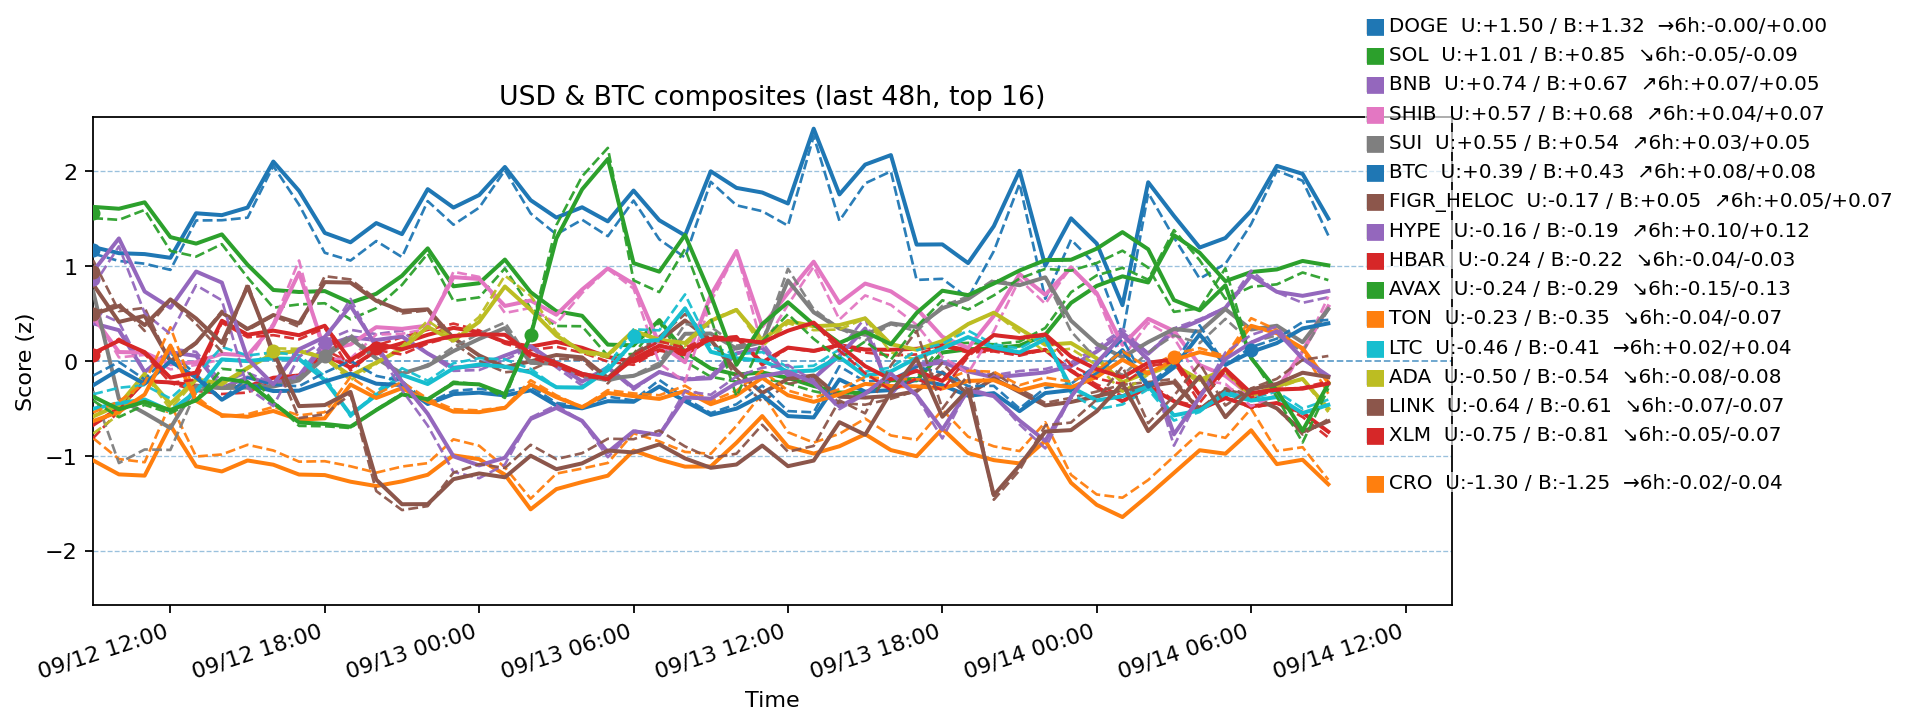 DOGE U:+1.50 / B:+1.32 →6h:-0.00/+0.00
SOL U:+1.01 / B:+0.85 ↘6h:-0.05/-0.09
BNB U:+0.74 / B:+0.67 ↗6h:+0.07/+0.05
SHIB U:+0.57 / B:+0.68 ↗6h:+0.04/+0.07
SUI U:+0.55 / B:+0.54 ↗6h:+0.03/+0.05
BTC U:+0.39 / B:+0.43 ↗6h:+0.08/+0.08
FIGR_HELOC U:-0.17 / B:+0.05 ↗6h:+0.05/+0.07
HYPE U:-0.16 / B:-0.19 ↗6h:+0.10/+0.12
HBAR U:-0.24 / B:-0.22 ↘6h:-0.04/-0.03
AVAX U:-0.24 / B:-0.29 ↘6h:-0.15/-0.13
TON U:-0.23 / B:-0.35 ↘6h:-0.04/-0.07
LTC U:-0.46 / B:-0.41 →6h:+0.02/+0.04
ADA U:-0.50 / B:-0.54 ↘6h:-0.08/-0.08
LINK U:-0.64 / B:-0.61 ↘6h:-0.07/-0.07
XLM U:-0.75 / B:-0.81 ↘6h:-0.05/-0.07
CRO U:-1.30 / B:-1.25 →6h:-0.02/-0.04
USD & BTC composites (last 48h, top 16)
Score (z)
2
1
0
−1
−2
09/12 12:00
09/12 18:00
09/13 00:00
09/13 06:00
09/13 12:00
09/13 18:00
09/14 00:00
09/14 06:00
09/14 12:00
Time